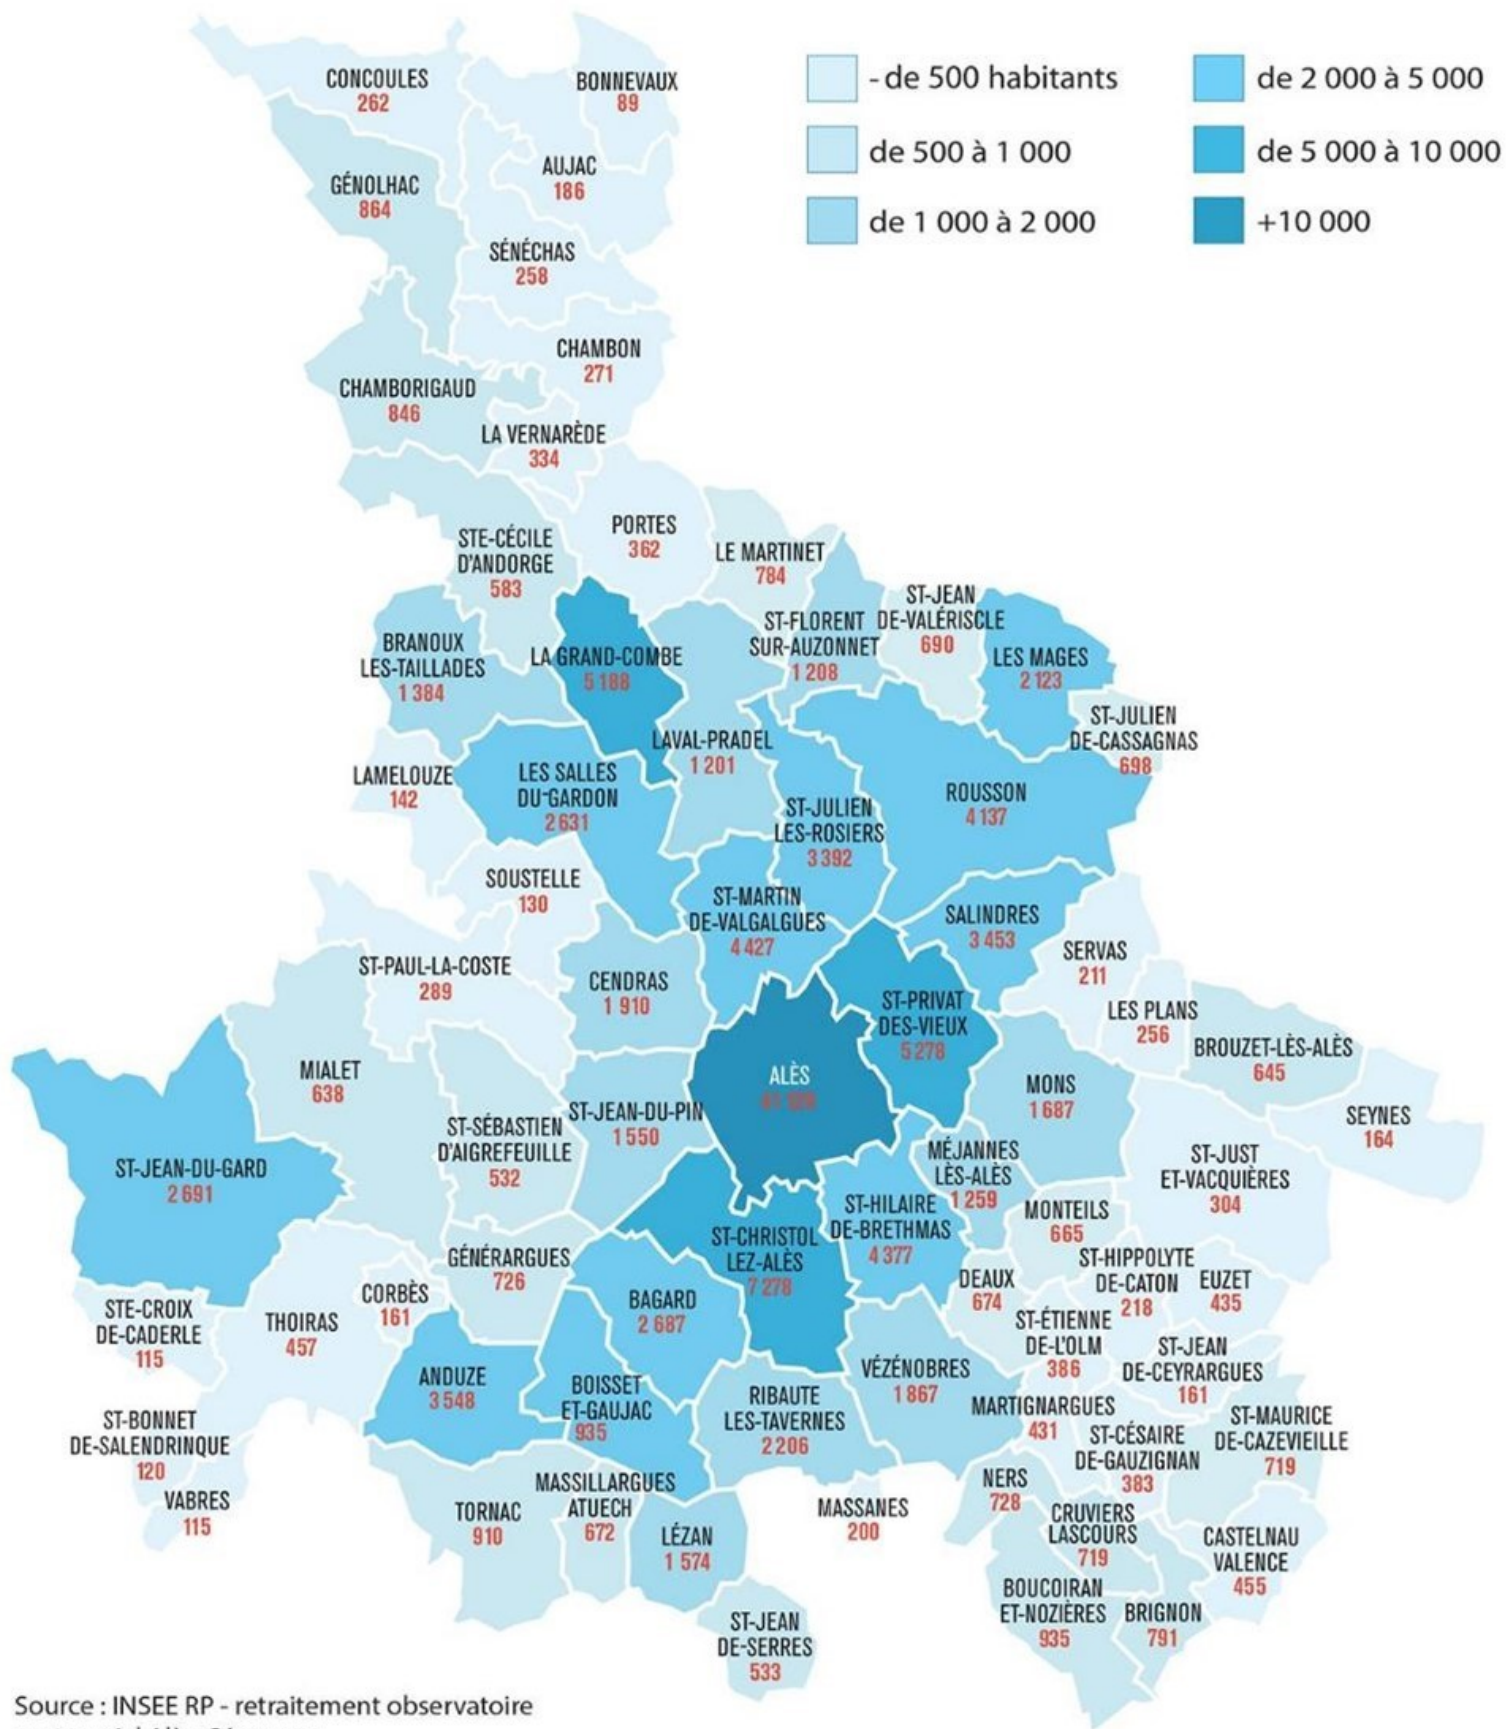 CONCOULES
262
BONNEVAUX
89
- de 500 habitants
de 500 à 1 000
de 1 000 à 2 000
de 2 000 à 5 000
de 5 000 à 10 000
+10 000
GÉNOLHAC
864
AUJAC
186
SÉNÉCHAS
258
CHAMBON
271
CHAMBORIGAUD
846
LA VERNARÈDE
334
PORTES
362
STE-CÉCILE
D'ANDORGE
583
LE MARTINET
784
ST-FLORENT
SUR-AUZONNET
1 208
ST-JEAN
DE-VALÉRISCLE
690
LES MAGES
2 123
BRANOUX
LES-TAILLADES
1 384
LA GRAND-COMBE
5 188
ST-JULIEN
DE-CASSAGNAS
698
LAVAL-PRADEL
1 201
LAMELOUZE
142
LES SALLES
DU-GARDON
2 631
ST-JULIEN
LES-ROSIERS
3 392
ROUSSON
4 137
SOUSTELLE
130
ST-MARTIN
DE-VALGALGUES
4 427
SALINDRES
3 453
SERVAS
211
ST-PAUL-LA-COSTE
289
CENDRAS
1 910
ST-PRIVAT
DES-VIEUX
5 278
LES PLANS
256
BROUZET-LÈS-ALÈS
645
MIALET
638
ALÈS
MONS
1 687
SEYNES
164
ST-SÉBASTIEN
D'AIGREFEUILLE
532
ST-JEAN-DU-PIN
1 550
ST-JEAN-DU-GARD
2 691
MÉJANNES
LÈS-ALÈS
1 259
ST-JUST
ET-VACQUIÈRES
304
ST-HILAIRE
DE-BRETHMAS
4 377
MONTEILS
665
ST-CHRISTOL
LEZ-ALÈS
7 278
GÉNÉRARGUES
726
ST-HIPPOLYTE
DE-CATON
218
EUZET
435
DEAUX
674
CORBÈS
161
BAGARD
2 687
STE-CROIX
DE-CADERLE
115
THOIRAS
457
ST-ÉTIENNE
DE-L'OLM
386
ST-JEAN
DE-CEYRARGUES
161
ANDUZE
3 548
BOISSET
ET-GAUJAC
935
RIBAUTE
LES-TAVERNES
2 206
VÉZÉNOBRES
1 867
MARTIGNARGUES
431
ST-MAURICE
DE-CAZEVIEILLE
719
ST-BONNET
DE-SALENDRINQUE
120
ST-CÉSAIRE
DE-GAUZIGNAN
383
VABRES
115
TORNAC
910
MASSILLARGUES
ATUECH
672
LÉZAN
1 574
MASSANES
200
NERS
728
CRUVIERS
LASCOURS
719
CASTELNAU
VALENCE
455
BOUCOIRAN
ET-NOZIÈRES
935
BRIGNON
791
ST-JEAN
DE-SERRES
533
Source : INSEE RP - retraitement observatoire